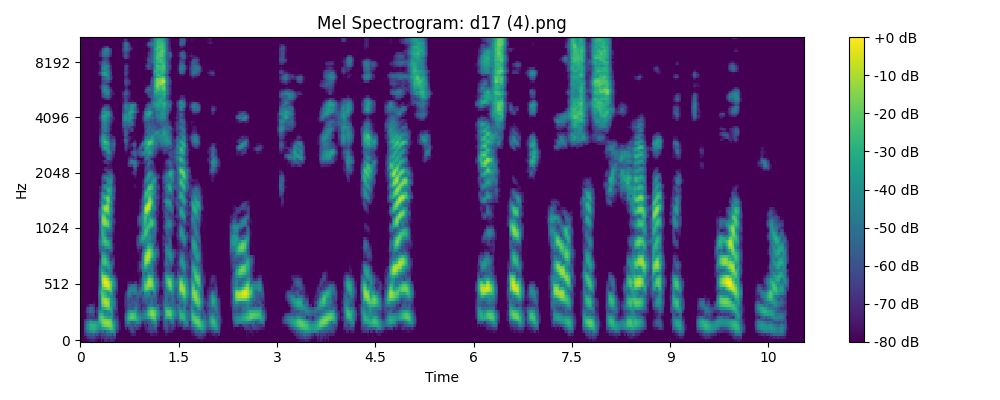 Mel Spectrogram: d17 (4).png
8192
4096
2048
1024
512
0
Hz
0
1.5
3
4.5
6
7.5
9
10
Time
+0 dB
-10 dB
-20 dB
-30 dB
-40 dB
-50 dB
-60 dB
-70 dB
-80 dB